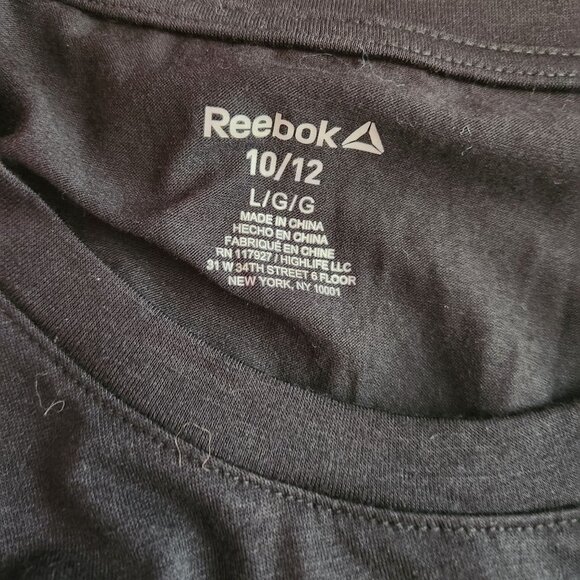 Reebok
10/12
L/G/G
MADE IN CHINA
HECHO EN CHINA
FABRIQUÉ EN CHINE
RN 117927 / HIGHLIFE LLC
31 W 34TH STREET 6 FLOOR
NEW YORK, NY 10001